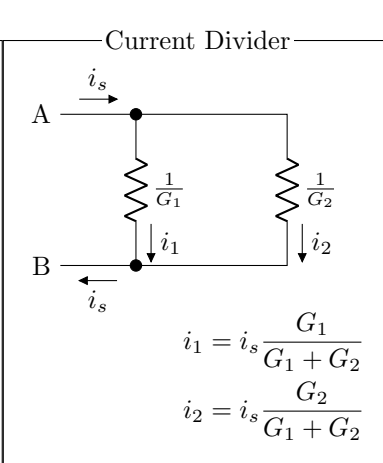 Current Divider
i_s
A
1/G_1
1/G_2
i_1
i_2
B
i_s
i_1 = i_s G_1/(G_1 + G_2)
i_2 = i_s G_2/(G_1 + G_2)